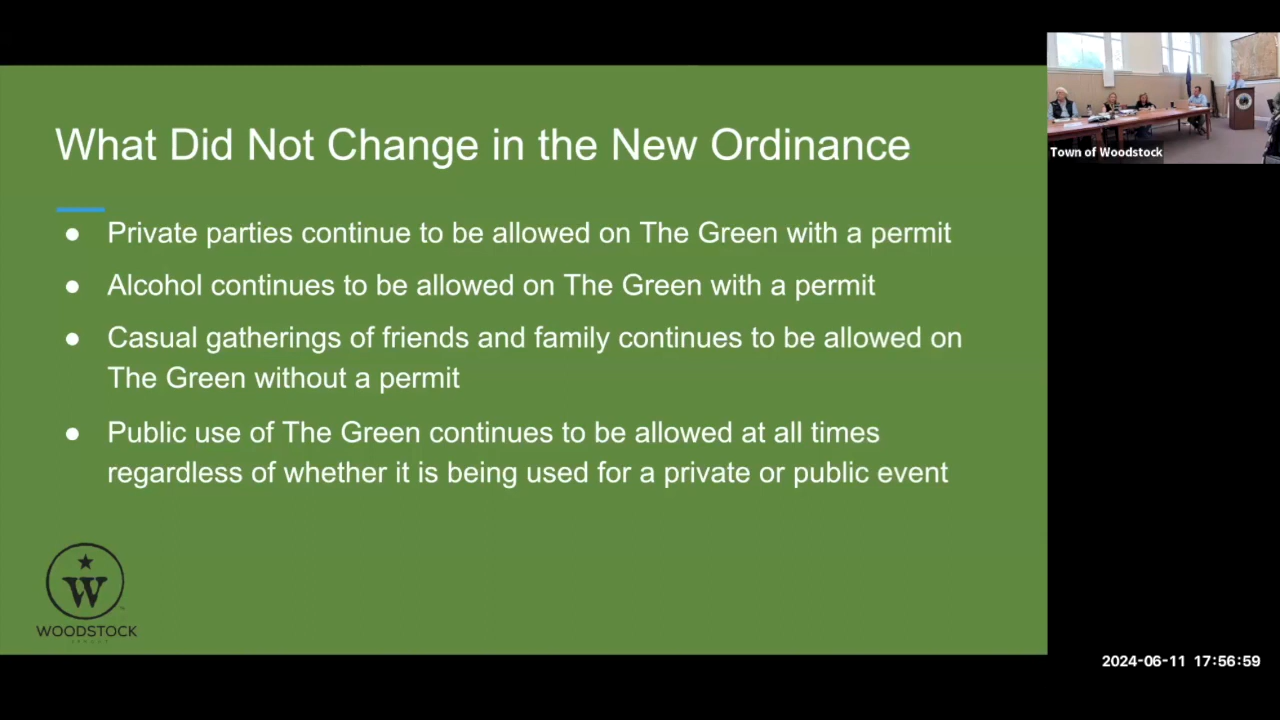 What Did Not Change in the New Ordinance
● Private parties continue to be allowed on The Green with a permit
● Alcohol continues to be allowed on The Green with a permit
● Casual gatherings of friends and family continues to be allowed on
The Green without a permit
● Public use of The Green continues to be allowed at all times
regardless of whether it is being used for a private or public event
W
WOODSTOCK
Town of Woodstock
2024-06-11 17:56:59